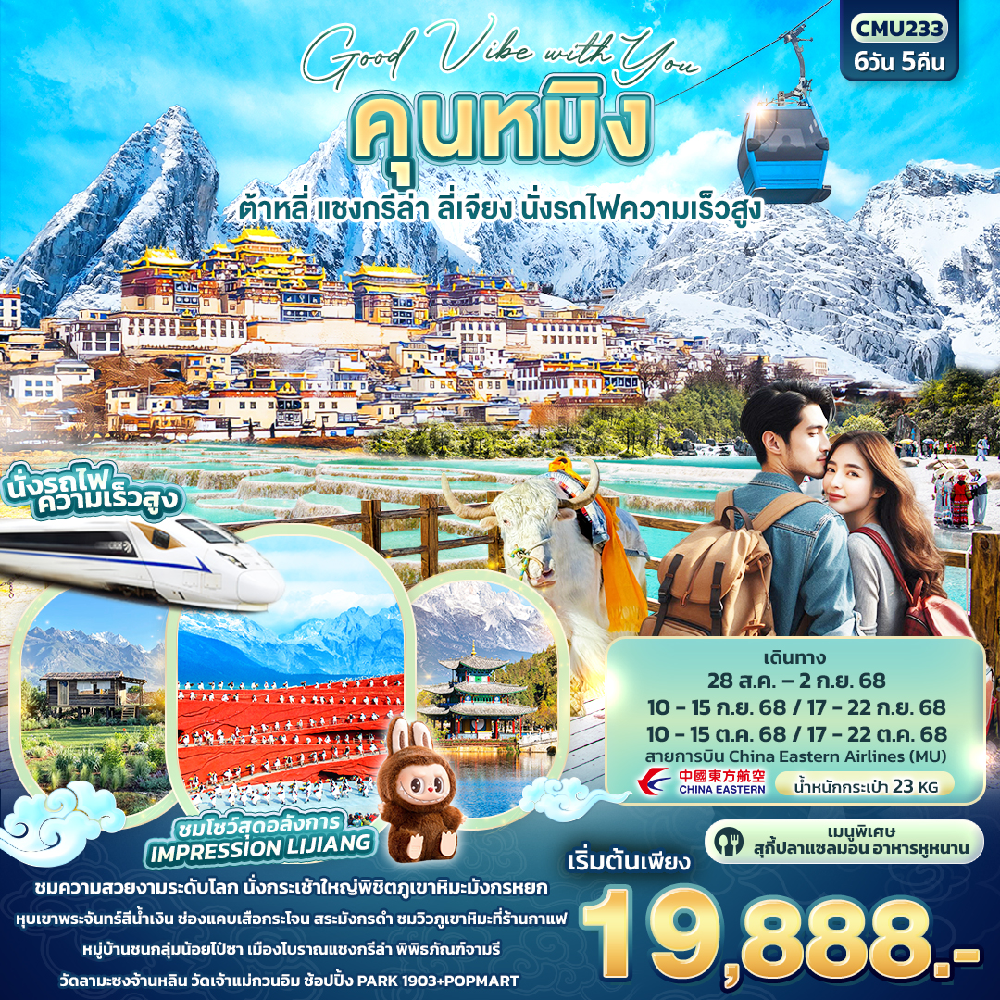 CMU233
6วัน 5คืน
Good Vibe with You
คุนหมิง
ต้าหลี่ แชงกรีล่า ลี่เจียง นั่งรถไฟความเร็วสูง
นั่งรถไฟ
ความเร็วสูง
เดินทาง
28 ส.ค. – 2 ก.ย. 68
10 - 15 ก.ย. 68 / 17 - 22 ก.ย. 68
10 - 15 ต.ค. 68 / 17 - 22 ต.ค. 68
สายการบิน China Eastern Airlines (MU)
中國東方航空
CHINA EASTERN
น้ำหนักกระเป๋า 23 KG
ชมโชว์สุดอลังการ
IMPRESSION LIJIANG
เมนูพิเศษ
สุกี้ปลาแซลมอน อาหารหูหนาน
เริ่มต้นเพียง
19,888.-
ชมความสวยงามระดับโลก นั่งกระเช้าใหญ่พิชิตภูเขาหิมะมังกรหยก
หุบเขาพระจันทร์สีน้ำเงิน ช่องแคบเสือกระโจน สระมังกรดำ ชมวิวภูเขาหิมะที่ร้านกาแฟ
หมู่บ้านชนกลุ่มน้อยไป๋ซา เมืองโบราณแชงกรีล่า พิพิธภัณฑ์จามรี
วัดลามะซงจ้านหลิน วัดเจ้าแม่กวนอิม ช้อปปิ้ง PARK 1903+POPMART